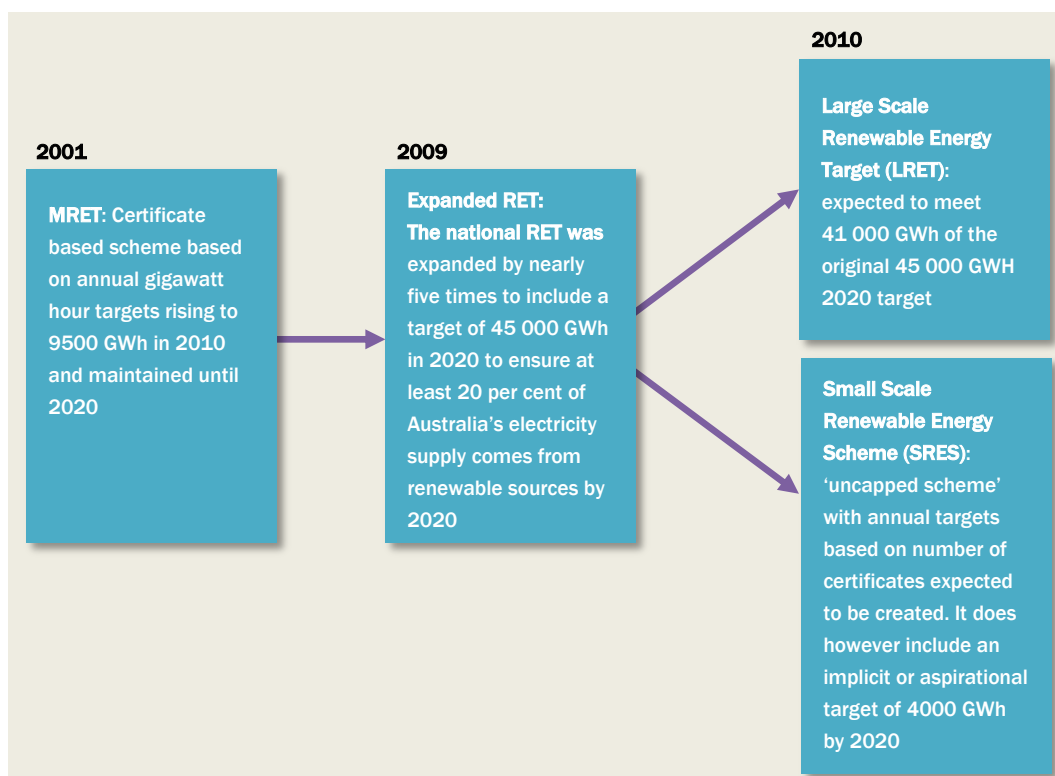 2001
MRET: Certificate
based scheme based
on annual gigawatt
hour targets rising to
9500 GWh in 2010
and maintained until
2020
2009
Expanded RET:
The national RET was
expanded by nearly
five times to include a
target of 45 000 GWh
in 2020 to ensure at
least 20 per cent of
Australia's electricity
supply comes from
renewable sources by
2020
2010
Large Scale
Renewable Energy
Target (LRET):
expected to meet
41 000 GWh of the
original 45 000 GWH
2020 target
Small Scale
Renewable Energy
Scheme (SRES):
‘uncapped scheme’
with annual targets
based on number of
certificates expected
to be created. It does
however include an
implicit or aspirational
target of 4000 GWh
by 2020